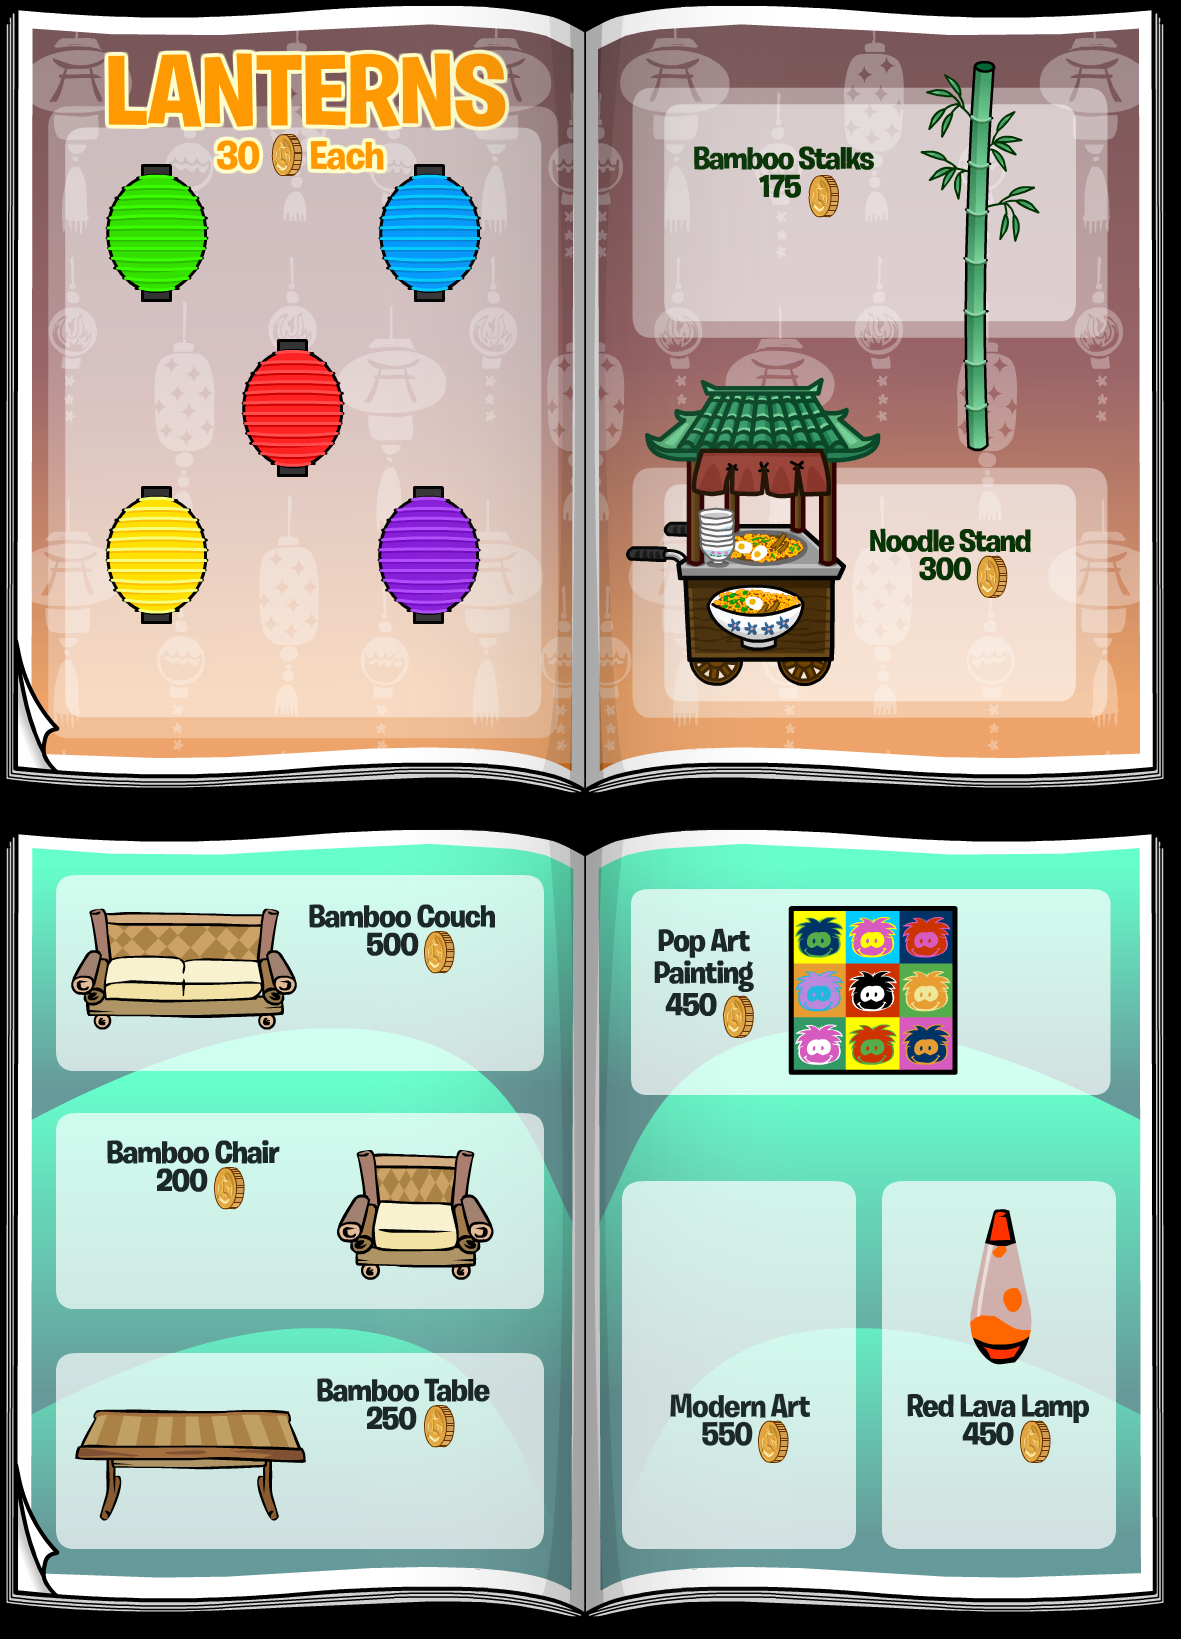 LANTERNS
30 Each
Bamboo Stalks
175
Noodle Stand
300
Bamboo Couch
500
Bamboo Chair
200
Bamboo Table
250
Pop Art
Painting
450
Modern Art
550
Red Lava Lamp
450